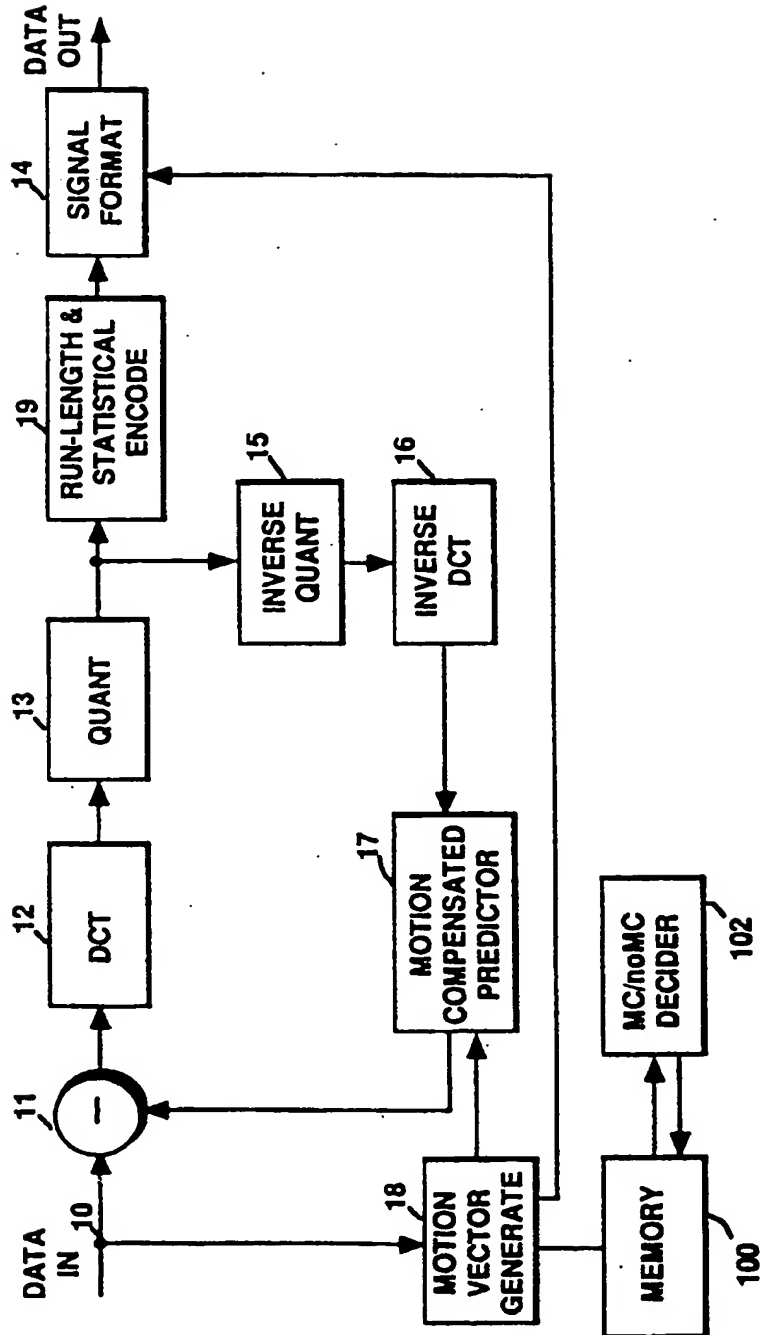 DATA
IN
10
11
12
DCT
13
QUANT
19
RUN-LENGTH &
STATISTICAL
ENCODE
14
SIGNAL
FORMAT
DATA
OUT
15
INVERSE
QUANT
16
INVERSE
DCT
17
MOTION
COMPENSATED
PREDICTOR
18
MOTION
VECTOR
GENERATE
MEMORY
100
MC/noMC
DECIDER
102